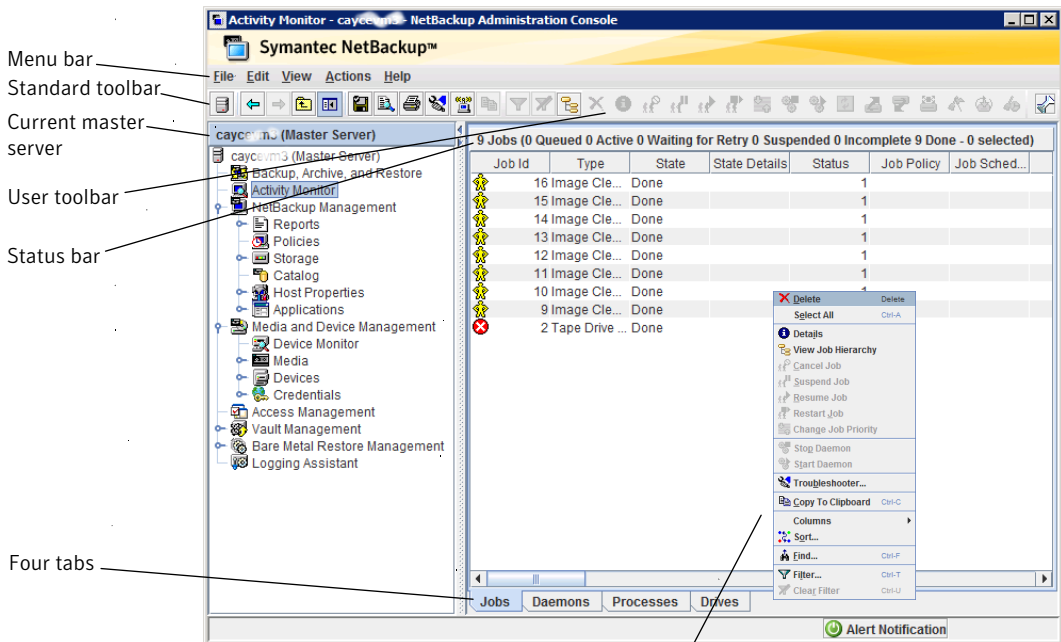 Activity Monitor - caycevm3 - NetBackup Administration Console
Symantec NetBackup™
Menu bar
File Edit View Actions Help
Standard toolbar
Current master
server
(Master Server)
9 Jobs (0 Queued 0 Active 0 Waiting for Retry 0 Suspended 0 Incomplete 9 Done - 0 selected)
caycevm3 (Master Server)
Backup, Archive, and Restore
Activity Monitor
NetBackup Management
Reports
Policies
Storage
Catalog
Host Properties
Applications
Media and Device Management
Device Monitor
Media
Devices
Credentials
Access Management
Vault Management
Bare Metal Restore Management
Logging Assistant
User toolbar
Status bar
Four tabs
Job Id Type State State Details Status Job Policy Job Sched...
16 Image Cle... Done 1
15 Image Cle... Done 1
14 Image Cle... Done 1
13 Image Cle... Done 1
12 Image Cle... Done 1
11 Image Cle... Done 1
10 Image Cle... Done 1
9 Image Cle... Done
2 Tape Drive ... Done
Delete Delete
Select All Ctrl-A
Details
View Job Hierarchy
Cancel Job
Suspend Job
Resume Job
Restart Job
Change Job Priority
Stop Daemon
Start Daemon
Troubleshooter...
Copy To Clipboard Ctrl-C
Columns
Sort...
Find... Ctrl-F
Filter... Ctrl-T
Clear Filter Ctrl-U
Jobs Daemons Processes Drives
Alert Notification